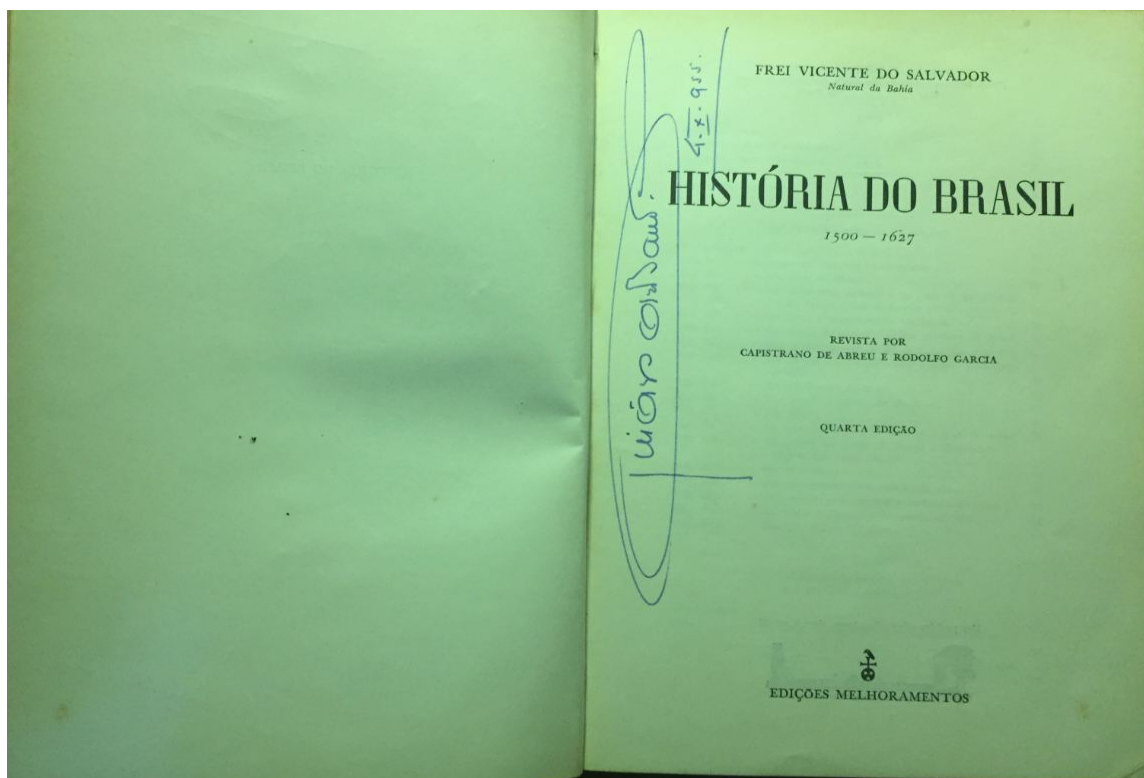 FREI VICENTE DO SALVADOR
Natural da Bahia
HISTÓRIA DO BRASIL
1500 — 1627
REVISTA POR
CAPISTRANO DE ABREU E RODOLFO GARCIA
QUARTA EDIÇÃO
EDIÇÕES MELHORAMENTOS